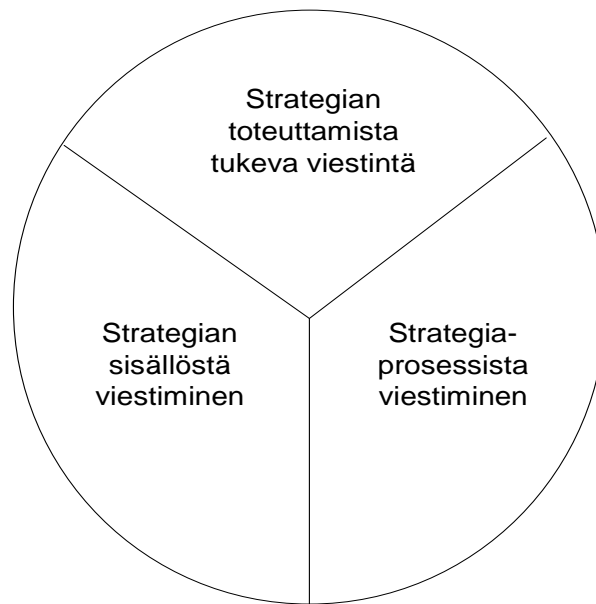 Strategian
toteuttamista
tukeva viestintä
Strategian
sisällöstä
viestiminen
Strategia-
prosessista
viestiminen